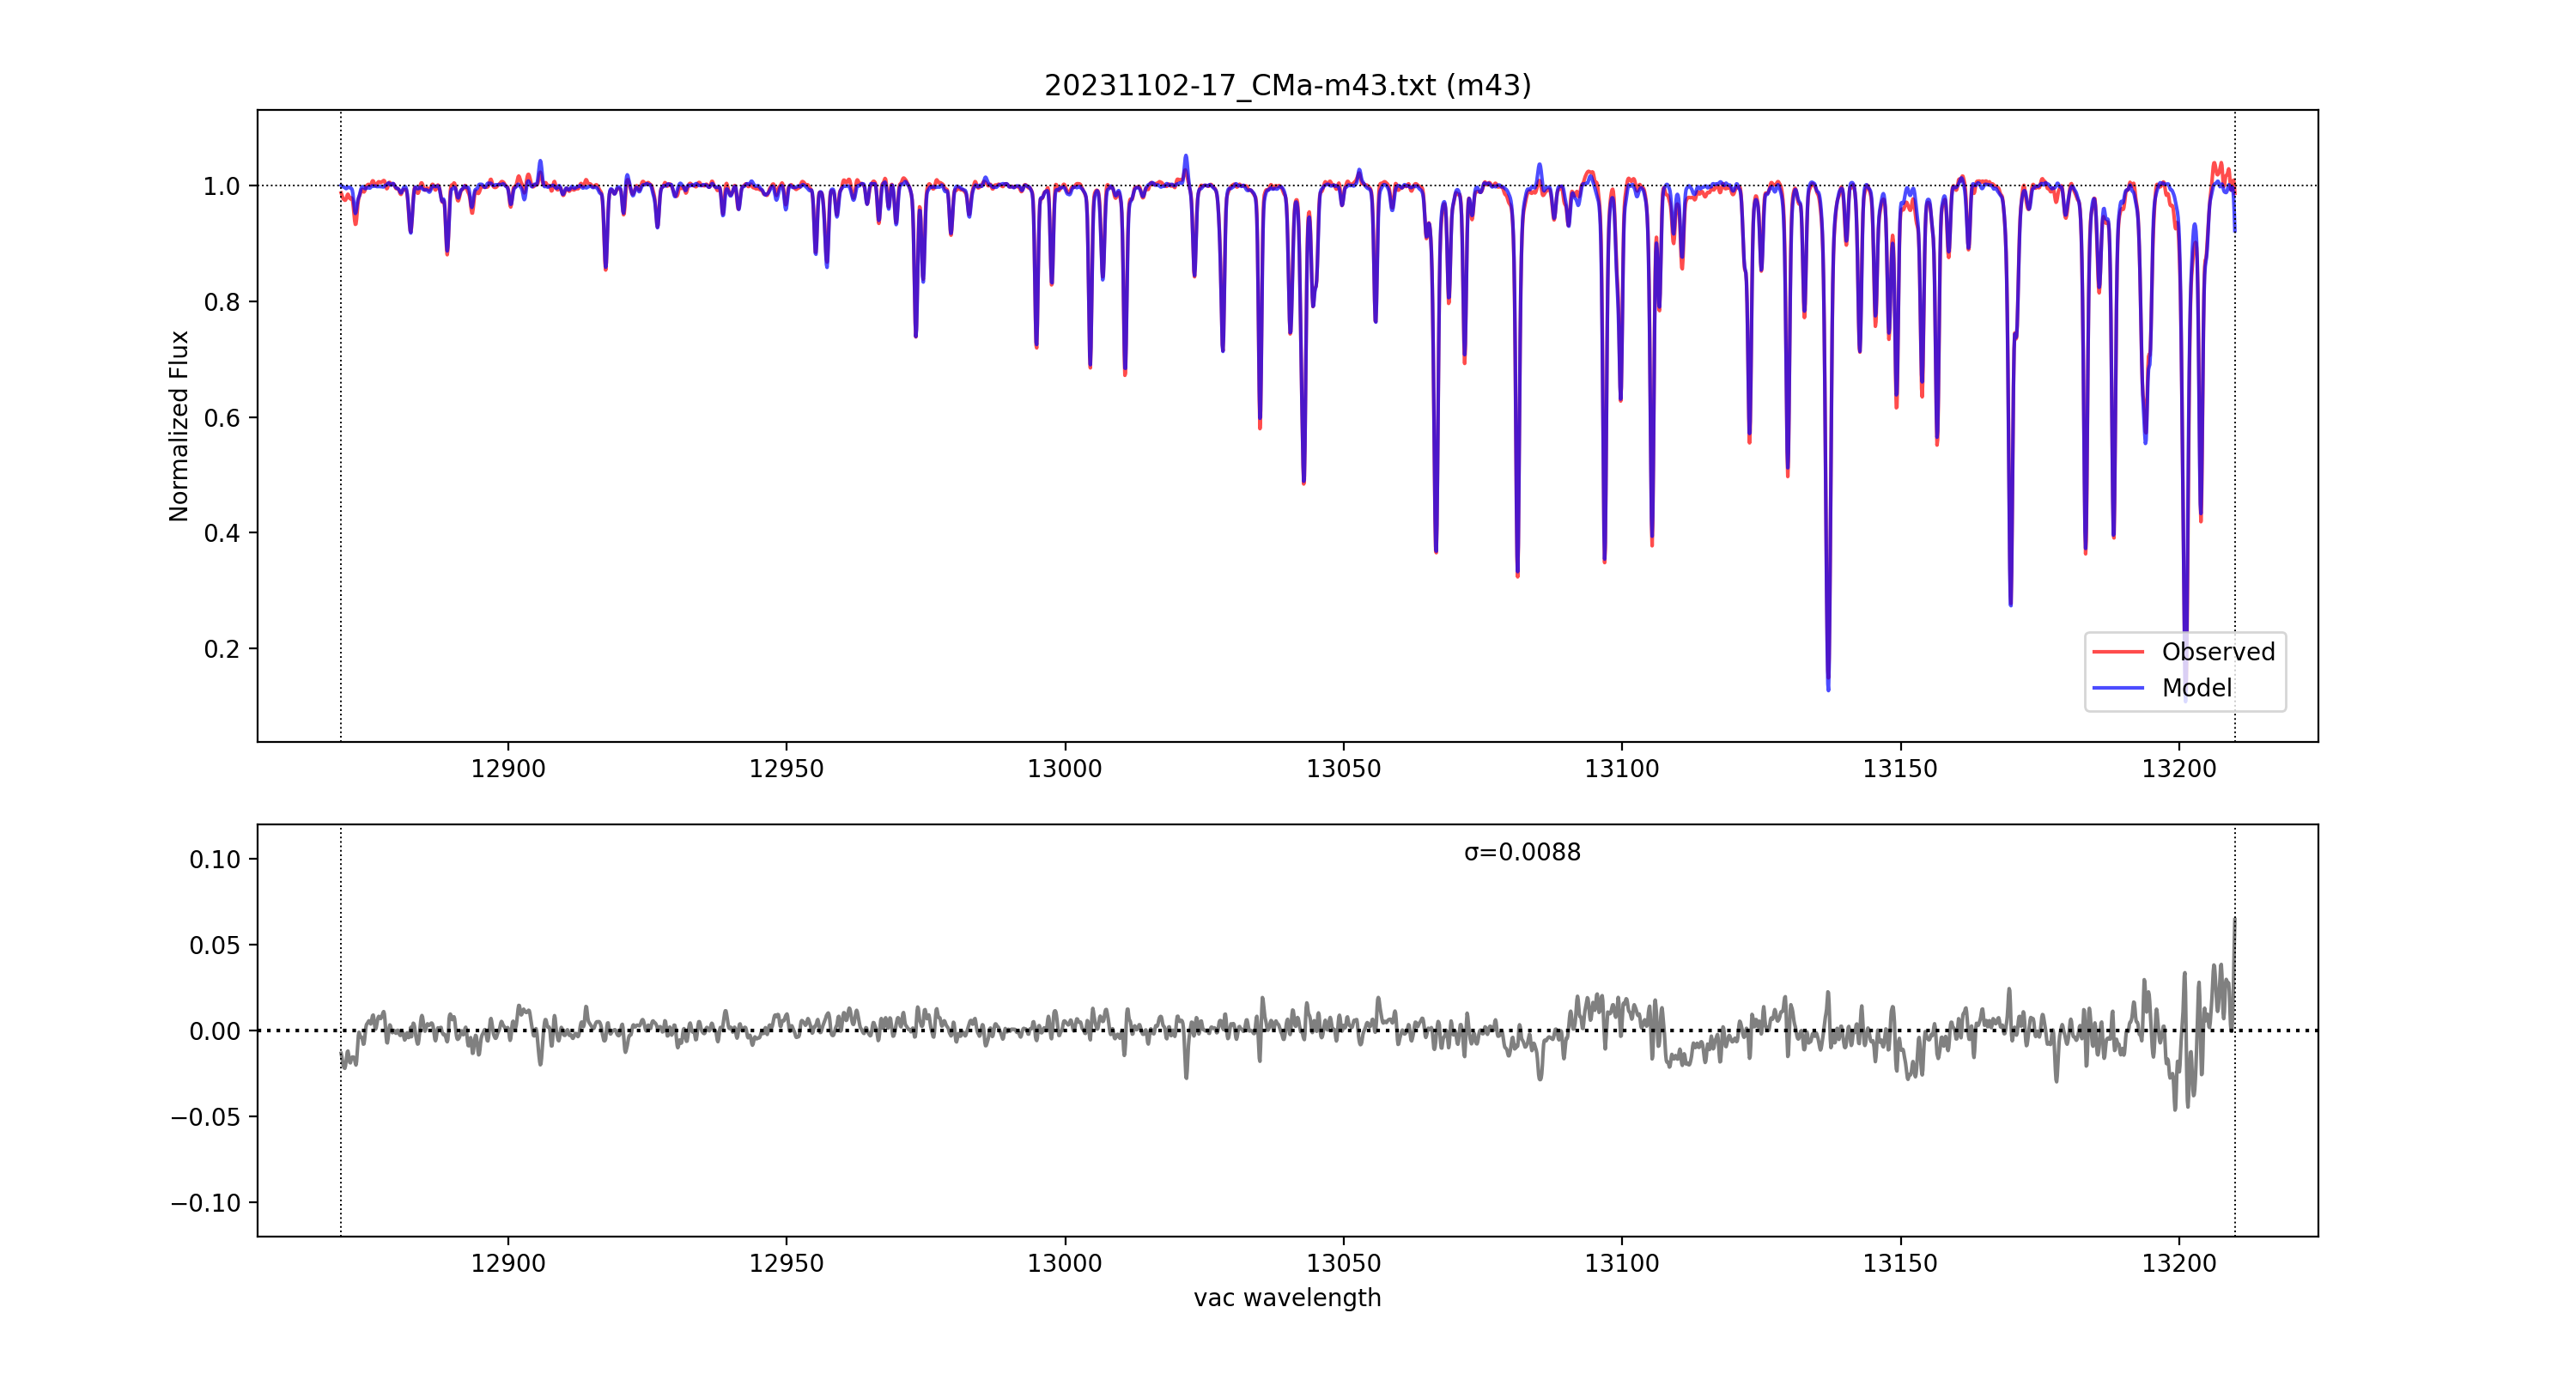 20231102-17_CMa-m43.txt (m43)
Normalized Flux
1.0
0.8
0.6
0.4
0.2
Observed
Model
12900 12950 13000 13050 13100 13150 13200
σ=0.0088
0.10
0.05
0.00
−0.05
−0.10
12900 12950 13000 13050 13100 13150 13200
vac wavelength